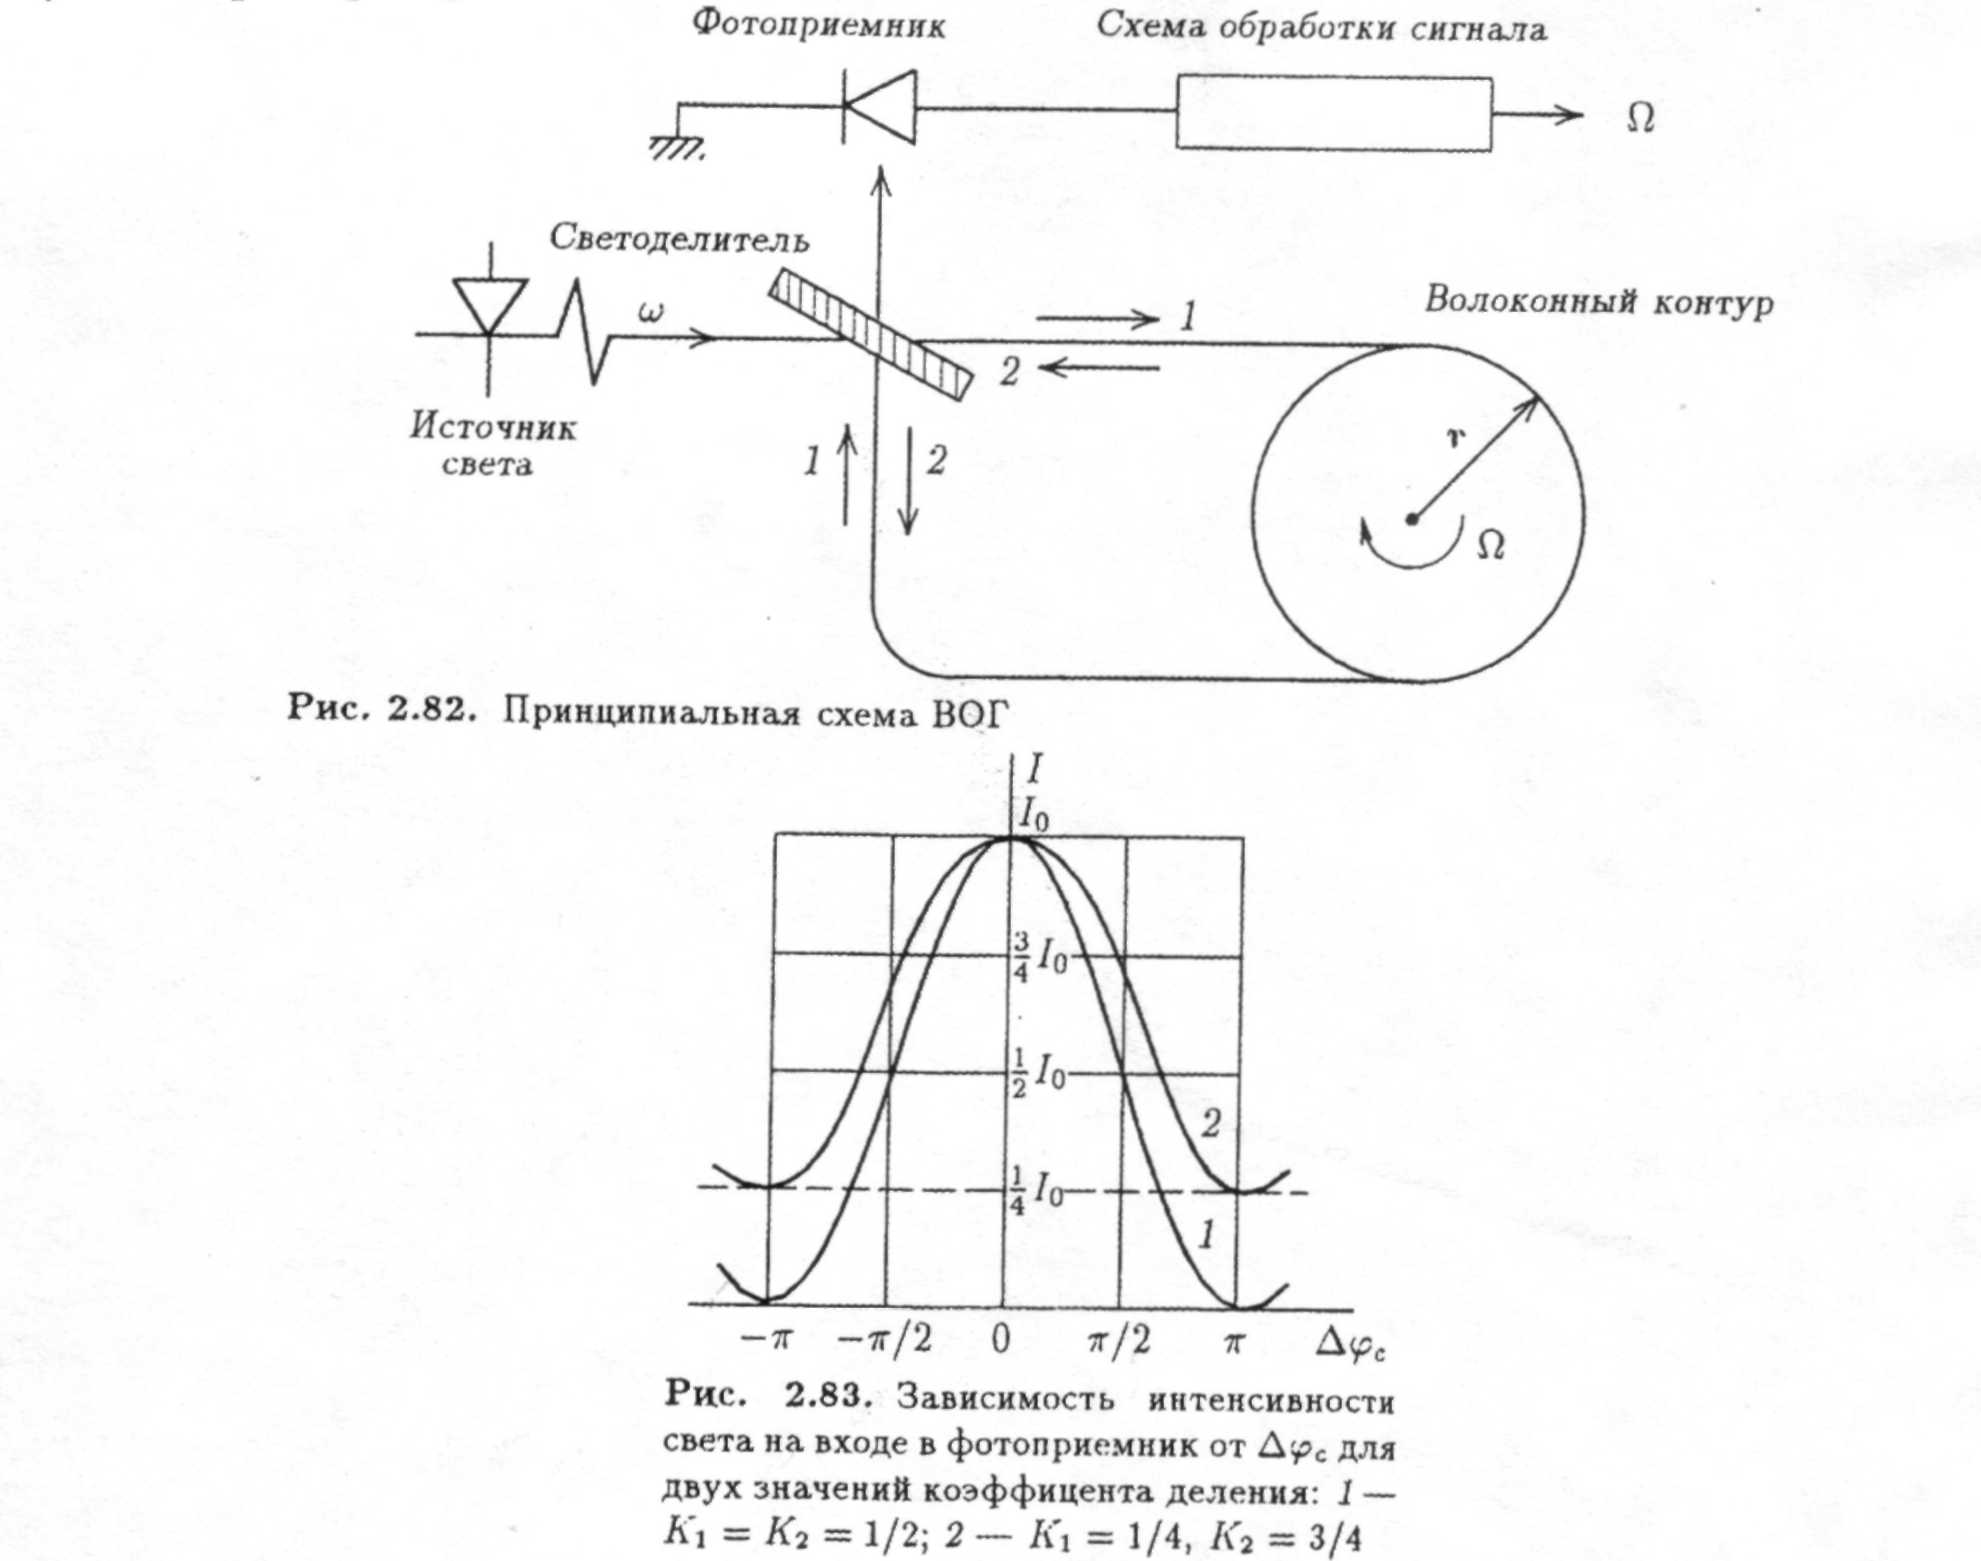 Фотоприемник
Схема обработки сигнала
Ω
Светоделитель
ω
1
Волоконный контур
2
Источник
света
1
2
r
Ω
Рис. 2.82. Принципиальная схема ВОГ
I
I₀
3/4 I₀
1/2 I₀
2
1/4 I₀
1
−π −π/2 0 π/2 π Δφ꜀
Рис. 2.83. Зависимость интенсивности
света на входе в фотоприемник от Δφ꜀ для
двух значений коэффицента деления: 1 —
K₁ = K₂ = 1/2; 2 — K₁ = 1/4, K₂ = 3/4